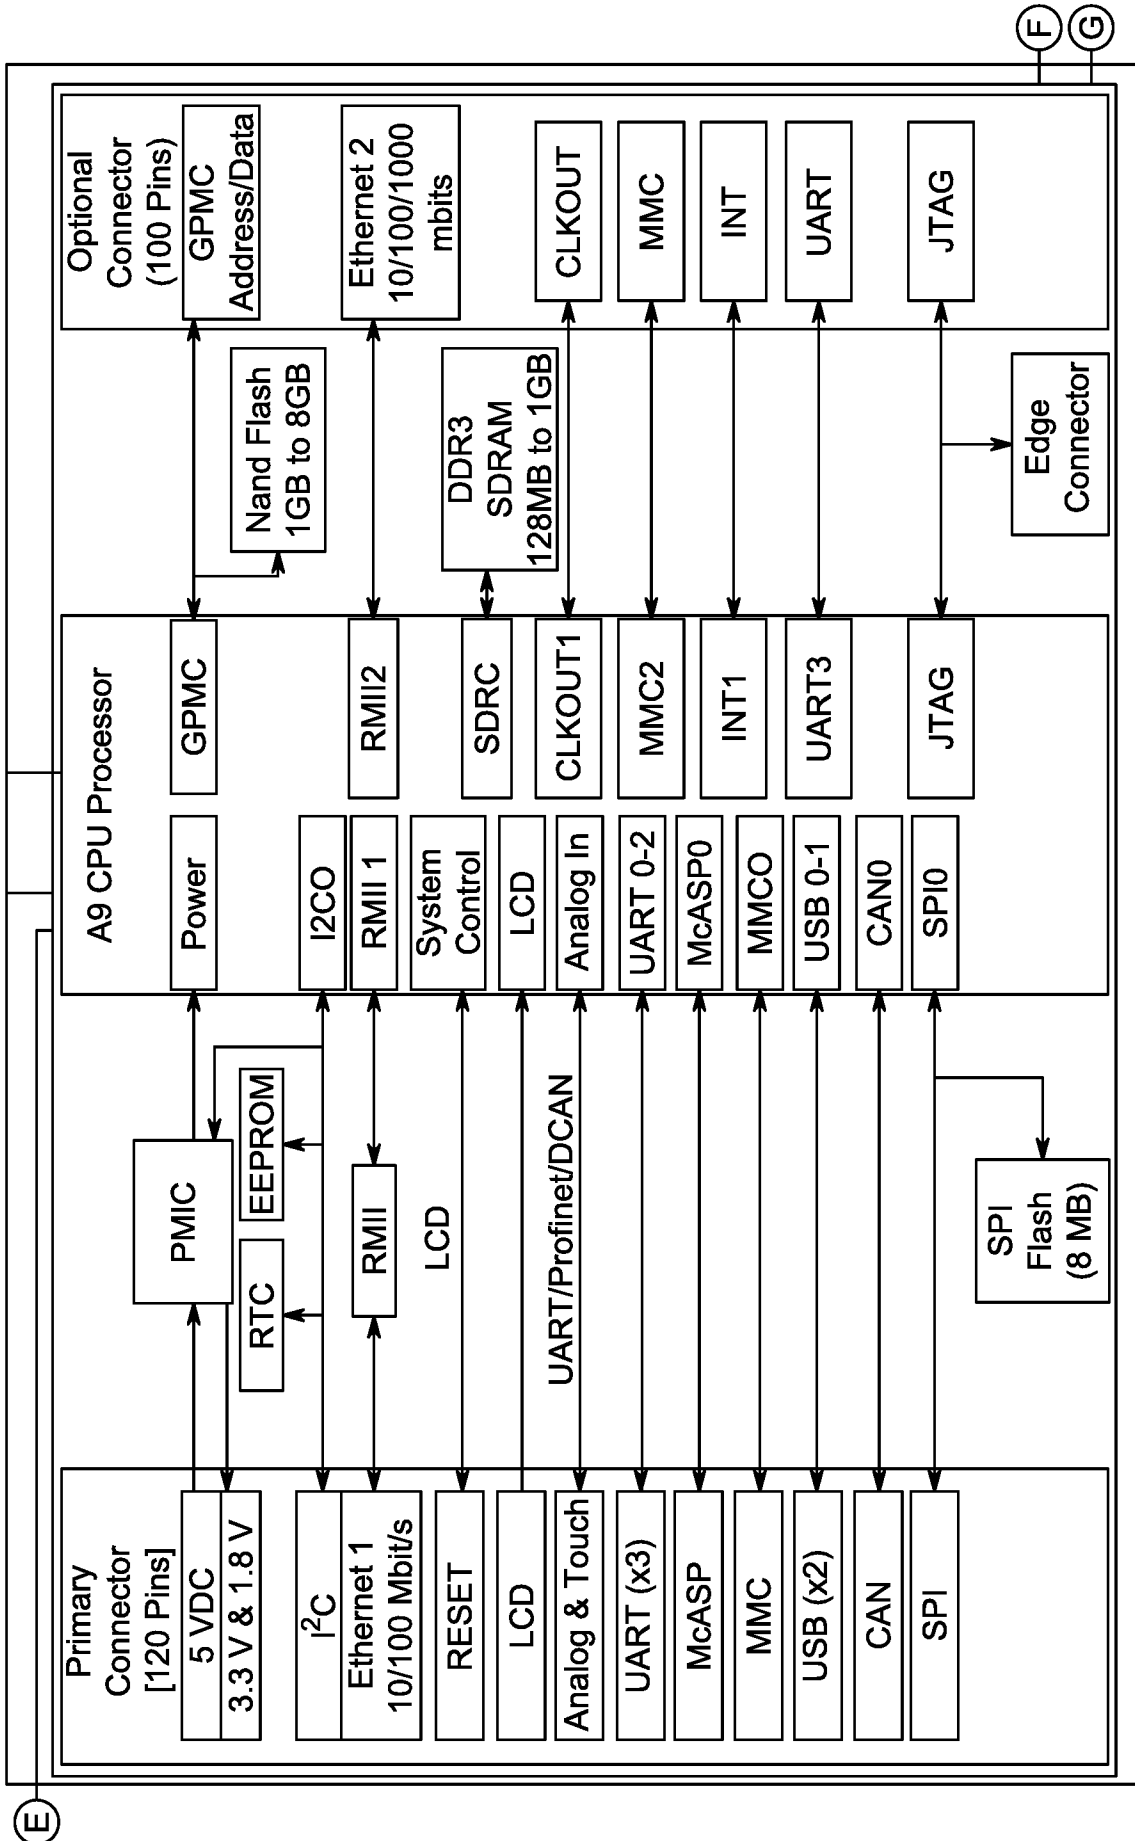 E
Primary
Connector
[120 Pins]
5 VDC
3.3 V & 1.8 V
I²C
Ethernet 1
10/100 Mbit/s
RESET
LCD
Analog & Touch
UART (x3)
McASP
MMC
USB (x2)
CAN
SPI
PMIC
RTC
EEPROM
RMII
LCD
UART/Profinet/DCAN
SPI
Flash
(8 MB)
A9 CPU Processor
Power
I2CO
RMII 1
System
Control
LCD
Analog In
UART 0-2
McASP0
MMCO
USB 0-1
CAN0
SPI0
GPMC
RMII2
SDRC
CLKOUT1
MMC2
INT1
UART3
JTAG
Nand Flash
1GB to 8GB
DDR3
SDRAM
128MB to 1GB
Edge
Connector
Optional
Connector
(100 Pins)
GPMC
Address/Data
Ethernet 2
10/100/1000
mbits
CLKOUT
MMC
INT
UART
JTAG
F
G